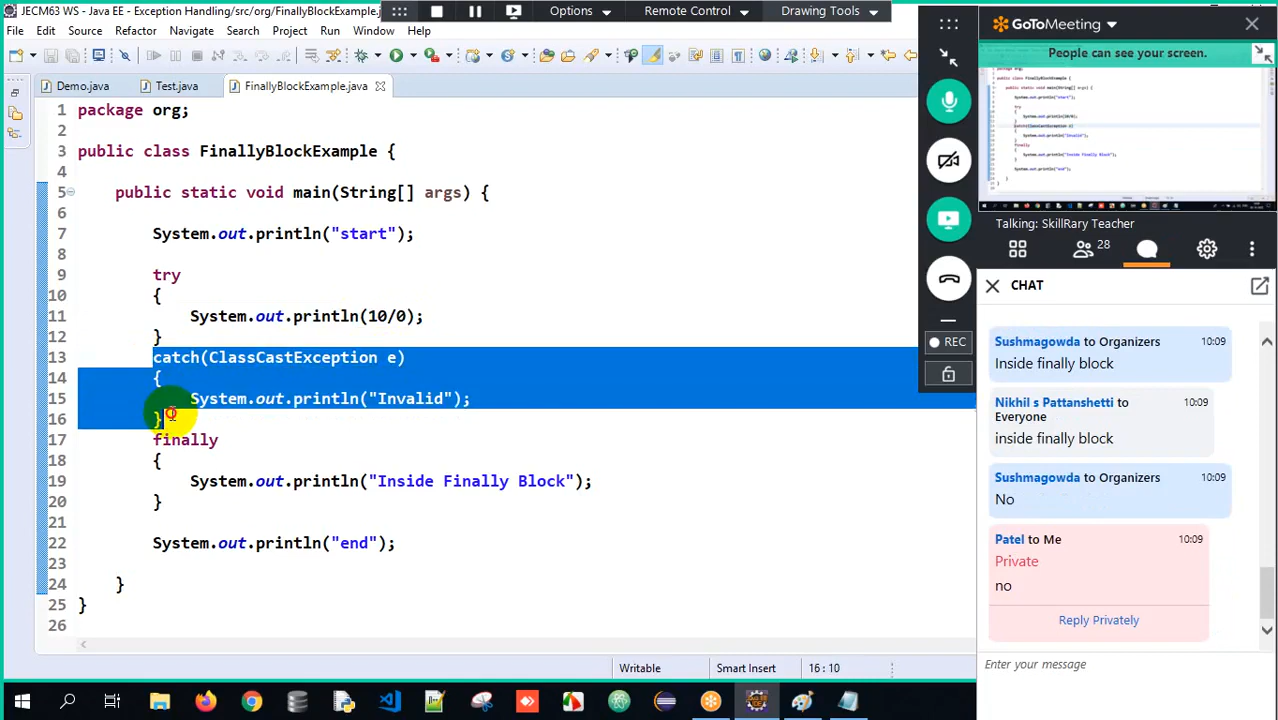 JECM63 WS - Java EE - Exception Handling/src/org/FinallyBlockExample.j
Options
Remote Control
Drawing Tools
File Edit Source Refactor Navigate Search Project Run Window Help
Demo.java
Test.java
FinallyBlockExample.java
1 package org;
2
3 public class FinallyBlockExample {
4
5 public static void main(String[] args) {
6
7 System.out.println("start");
8
9 try
10 {
11 System.out.println(10/0);
12 }
13 catch(ClassCastException e)
14 {
15 System.out.println("Invalid");
16 }
17 finally
18 {
19 System.out.println("Inside Finally Block");
20 }
21
22 System.out.println("end");
23
24 }
25 }
26
Writable
Smart Insert
16 : 10
REC
GoToMeeting
People can see your screen.
Talking: SkillRary Teacher
28
CHAT
Sushmagowda to Organizers 10:09
Inside finally block
Nikhil s Pattanshetti to 10:09
Everyone
inside finally block
Sushmagowda to Organizers 10:09
No
Patel to Me 10:09
Private
no
Reply Privately
Enter your message